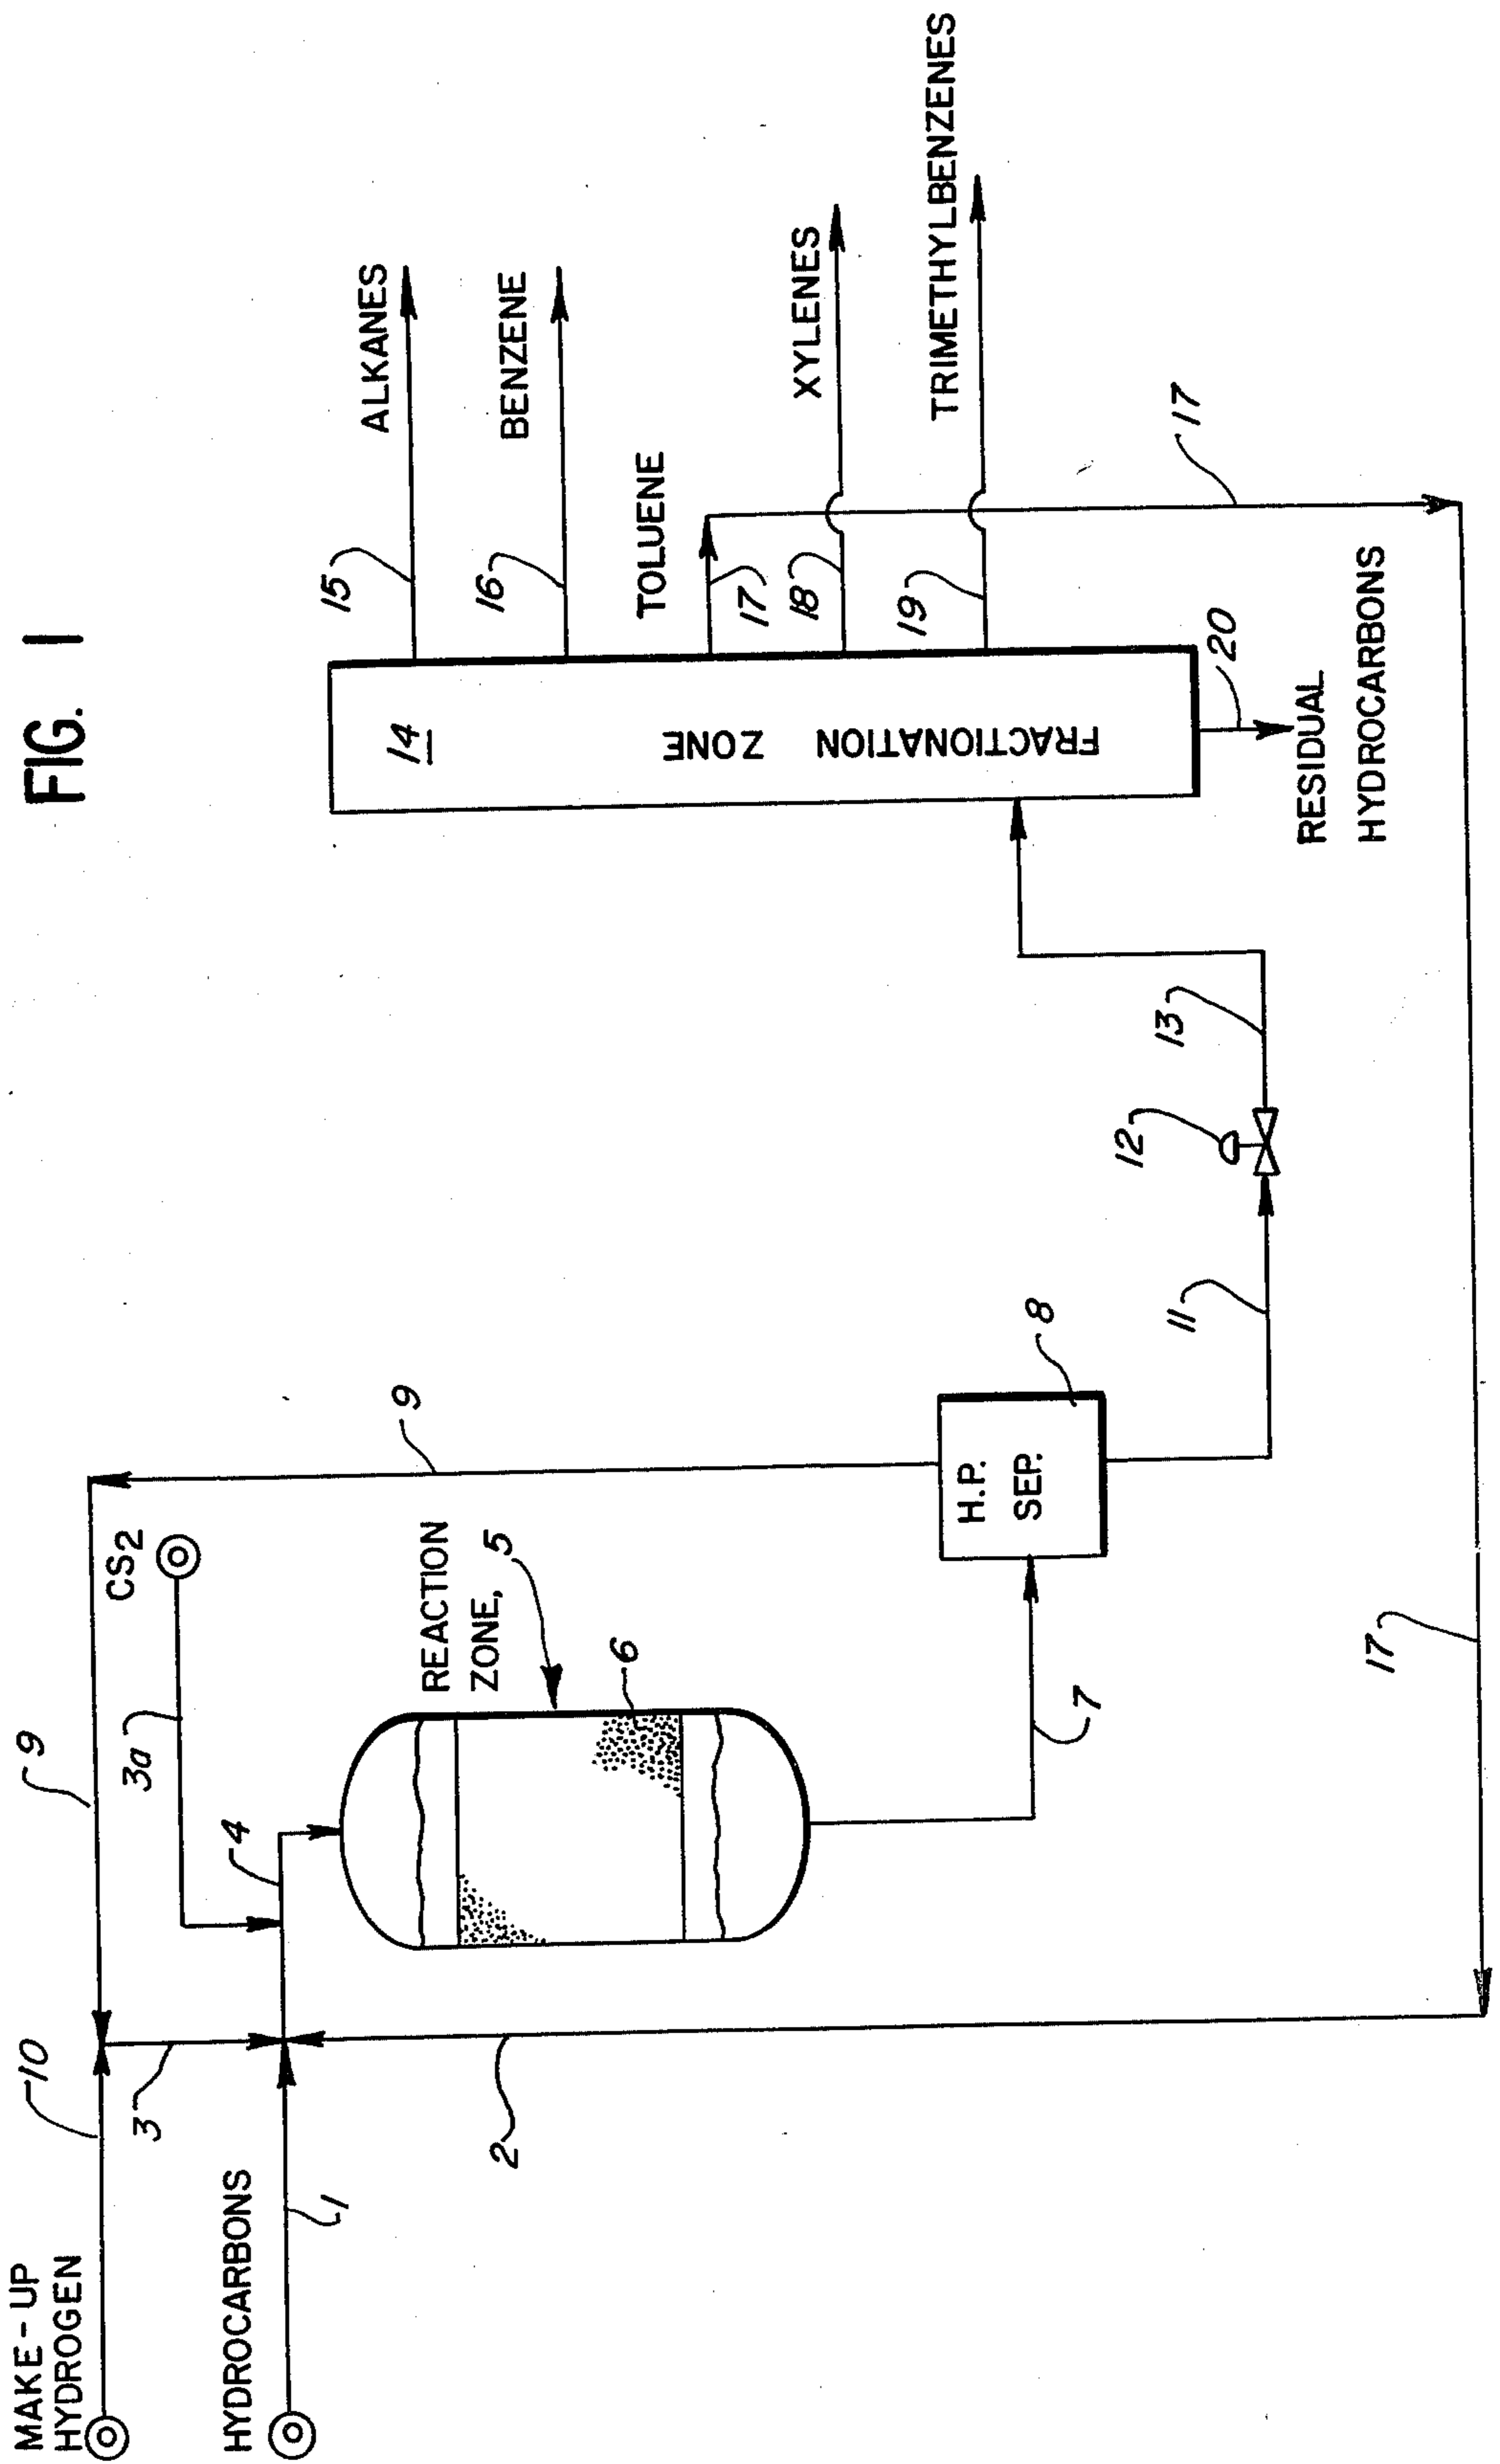 FIG. 1
MAKE-UP
HYDROGEN
10
9
3
3a
CS2
HYDROCARBONS
1
4
2
REACTION
ZONE, 5
6
7
9
H.P.
SEP.
8
11
12
13
14
FRACTIONATION ZONE
15
ALKANES
16
BENZENE
TOLUENE
17
18
XYLENES
19
TRIMETHYLBENZENES
17
20
RESIDUAL
HYDROCARBONS
17